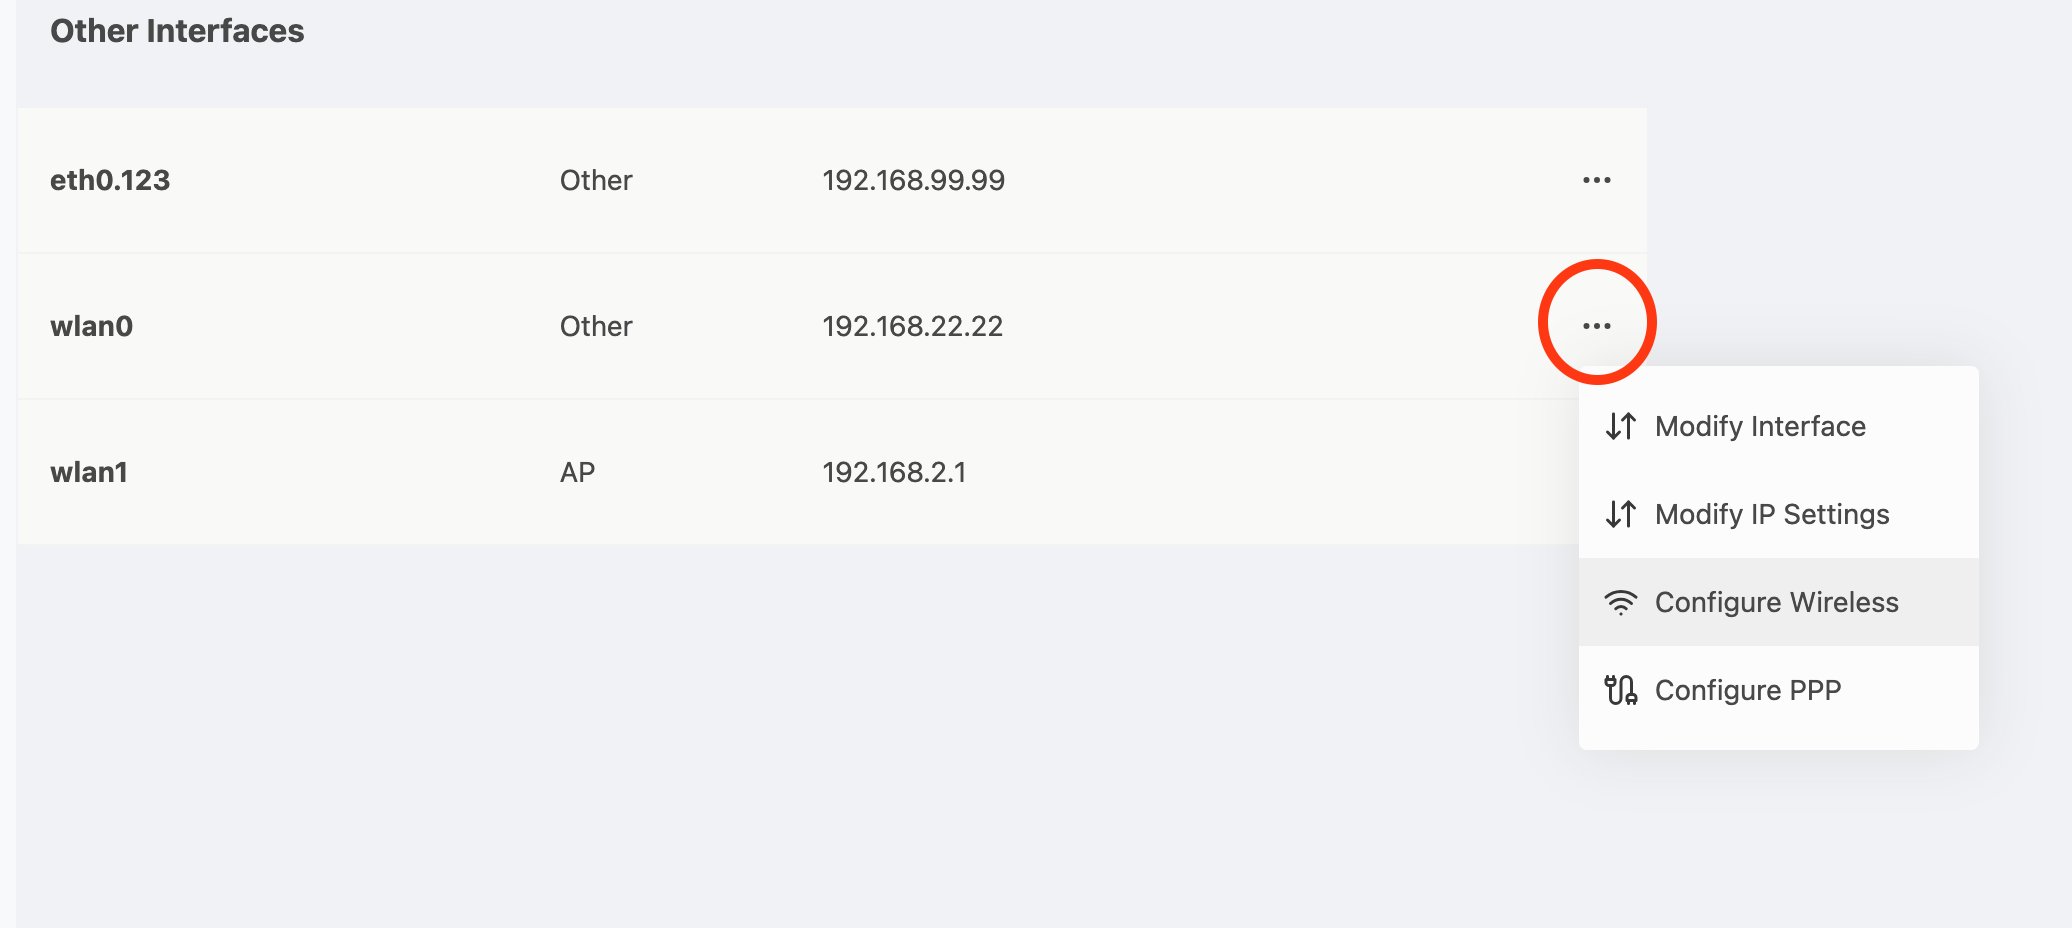 Other Interfaces
eth0.123 Other 192.168.99.99 ...
wlan0 Other 192.168.22.22 ...
wlan1 AP 192.168.2.1
Modify Interface
Modify IP Settings
Configure Wireless
Configure PPP